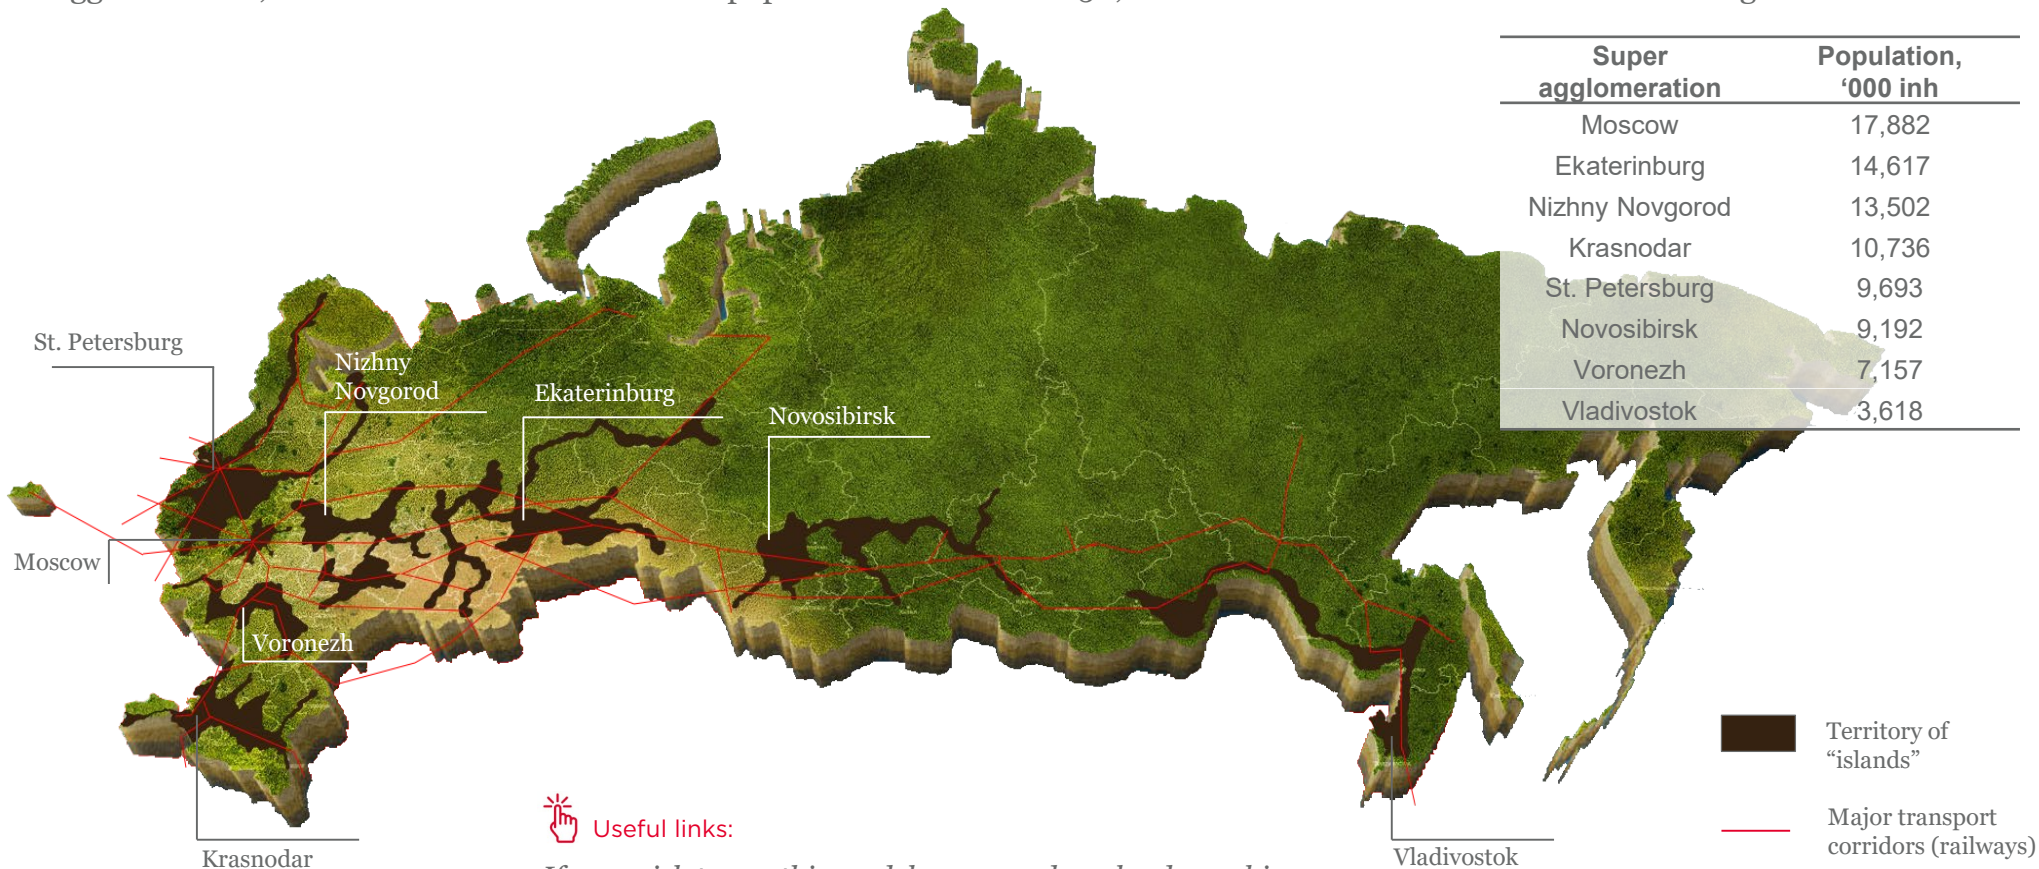 Super agglomeration
Population, ‘000 inh
Moscow 17,882
Ekaterinburg 14,617
Nizhny Novgorod 13,502
Krasnodar 10,736
St. Petersburg 9,693
Novosibirsk 9,192
Voronezh 7,157
Vladivostok 3,618
St. Petersburg
Nizhny
Novgorod
Ekaterinburg
Novosibirsk
Moscow
Voronezh
Krasnodar
Vladivostok
Territory of
“islands”
Major transport
corridors (railways)
Useful links: